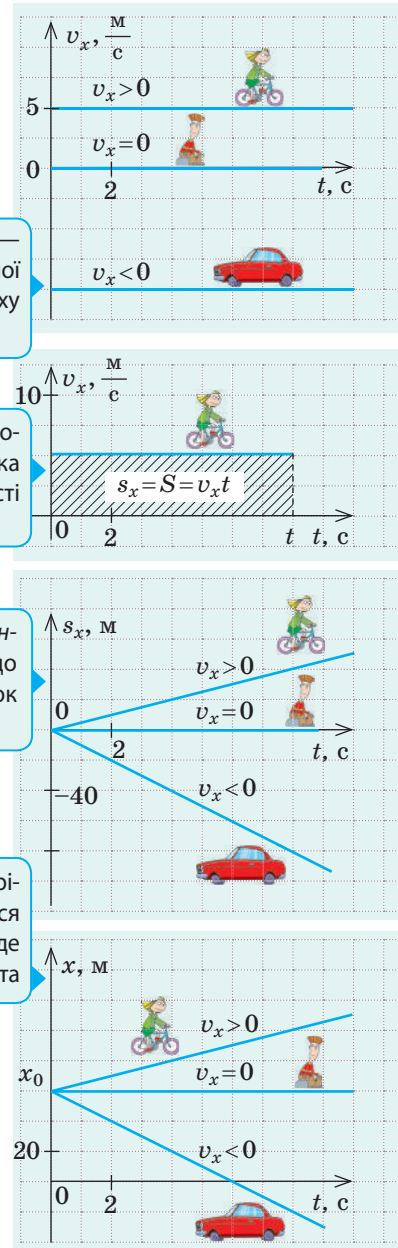 v_x, м/с
v_x>0
5
v_x=0
0
2
t, с
ої
v_x<0
ху
v_x, м/с
10
о-
ка
s_x=S=v_xt
сті
0
2
t t, с
s_x, м
н-
до
v_x>0
ок
0
v_x=0
2
t, с
−40
v_x<0
рі-
ся
де
та
x, м
v_x>0
x_0
v_x=0
v_x<0
20
0
2
t, с